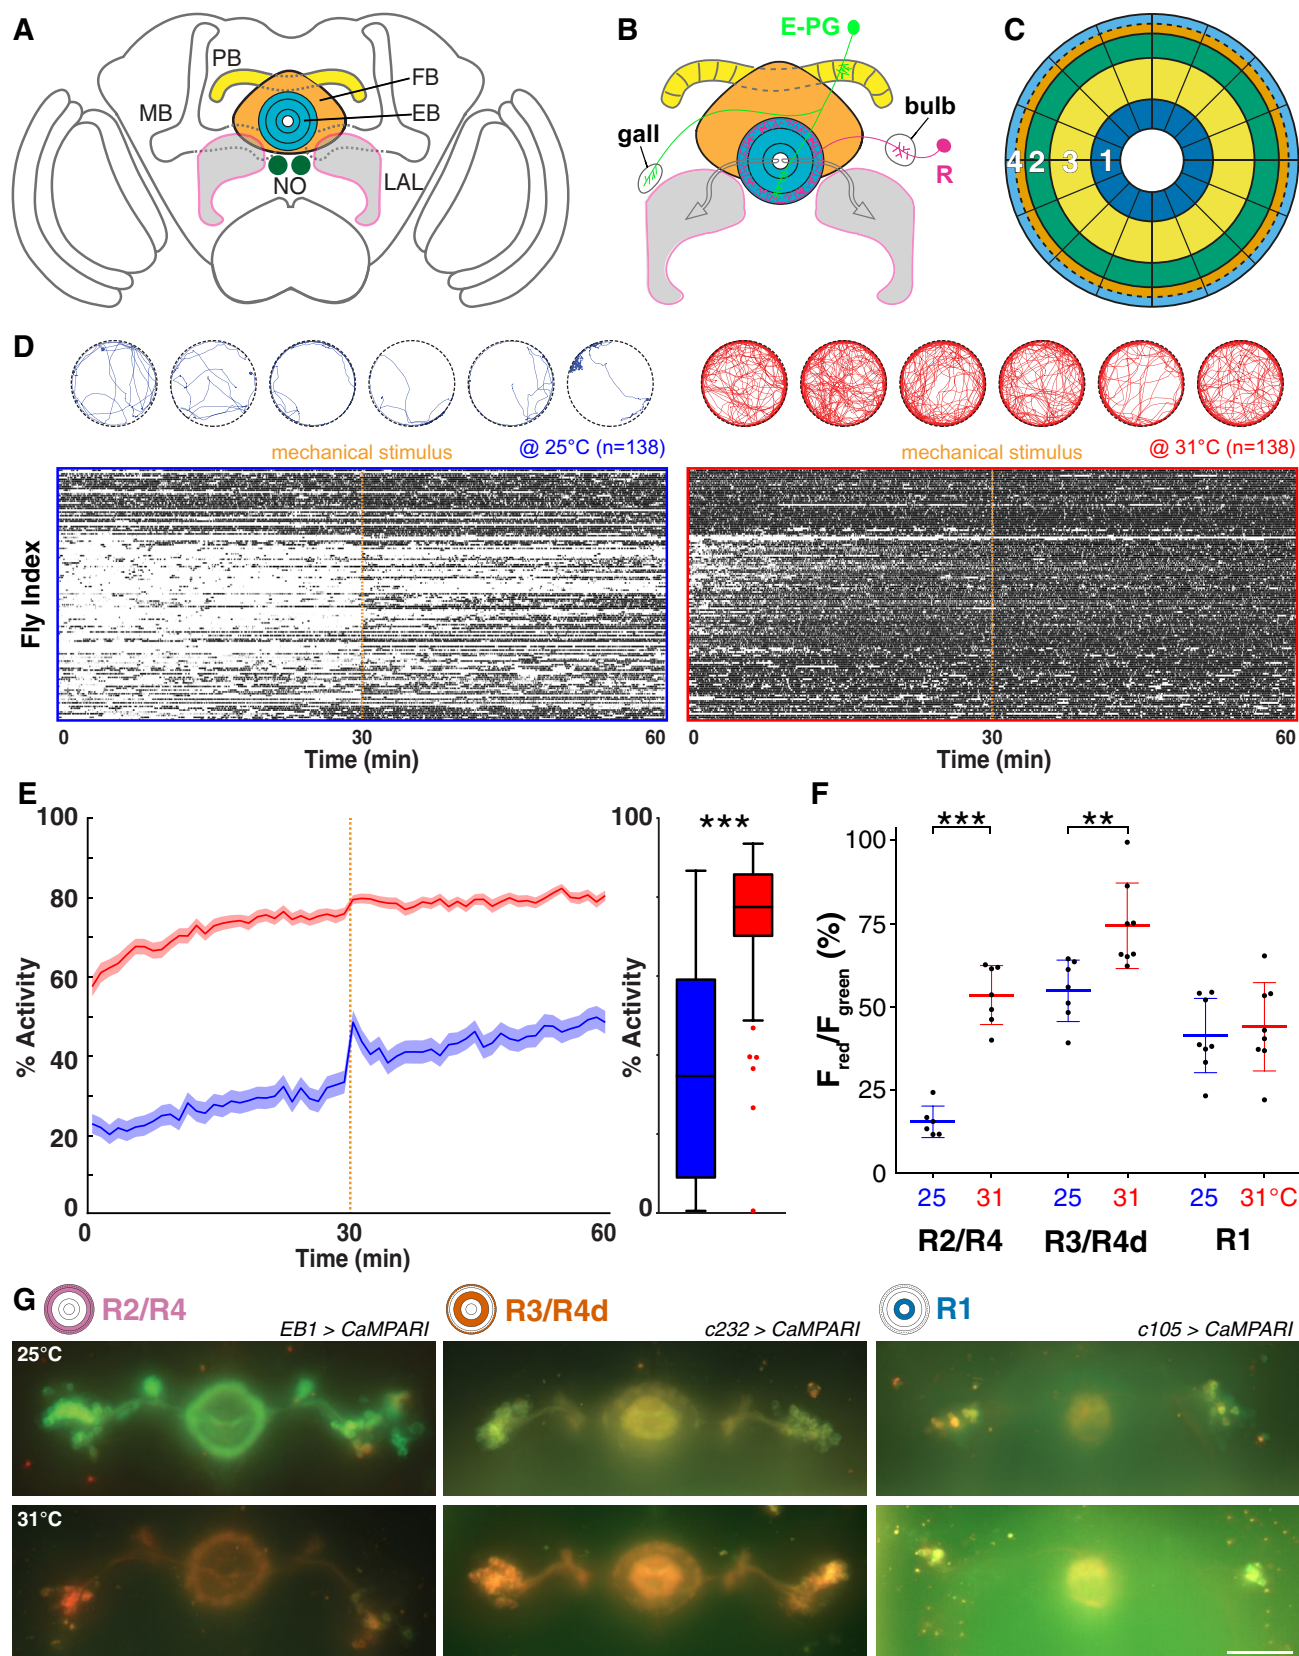 A
PB
FB
MB
EB
NO
LAL
B
E-PG
gall
bulb
R
C
4 2 3 1
D
mechanical stimulus
@ 25°C (n=138)
mechanical stimulus
@ 31°C (n=138)
Fly Index
0 30 60
Time (min)
0 30 60
Time (min)
E
% Activity
100
80
60
40
20
0
0 30 60
Time (min)
% Activity
100
0
***
F
Fred/Fgreen (%)
100
75
50
25
0
*** **
25 31 25 31 25 31°C
R2/R4 R3/R4d R1
G
R2/R4
EB1 > CaMPARI
R3/R4d
c232 > CaMPARI
R1
c105 > CaMPARI
25°C
31°C